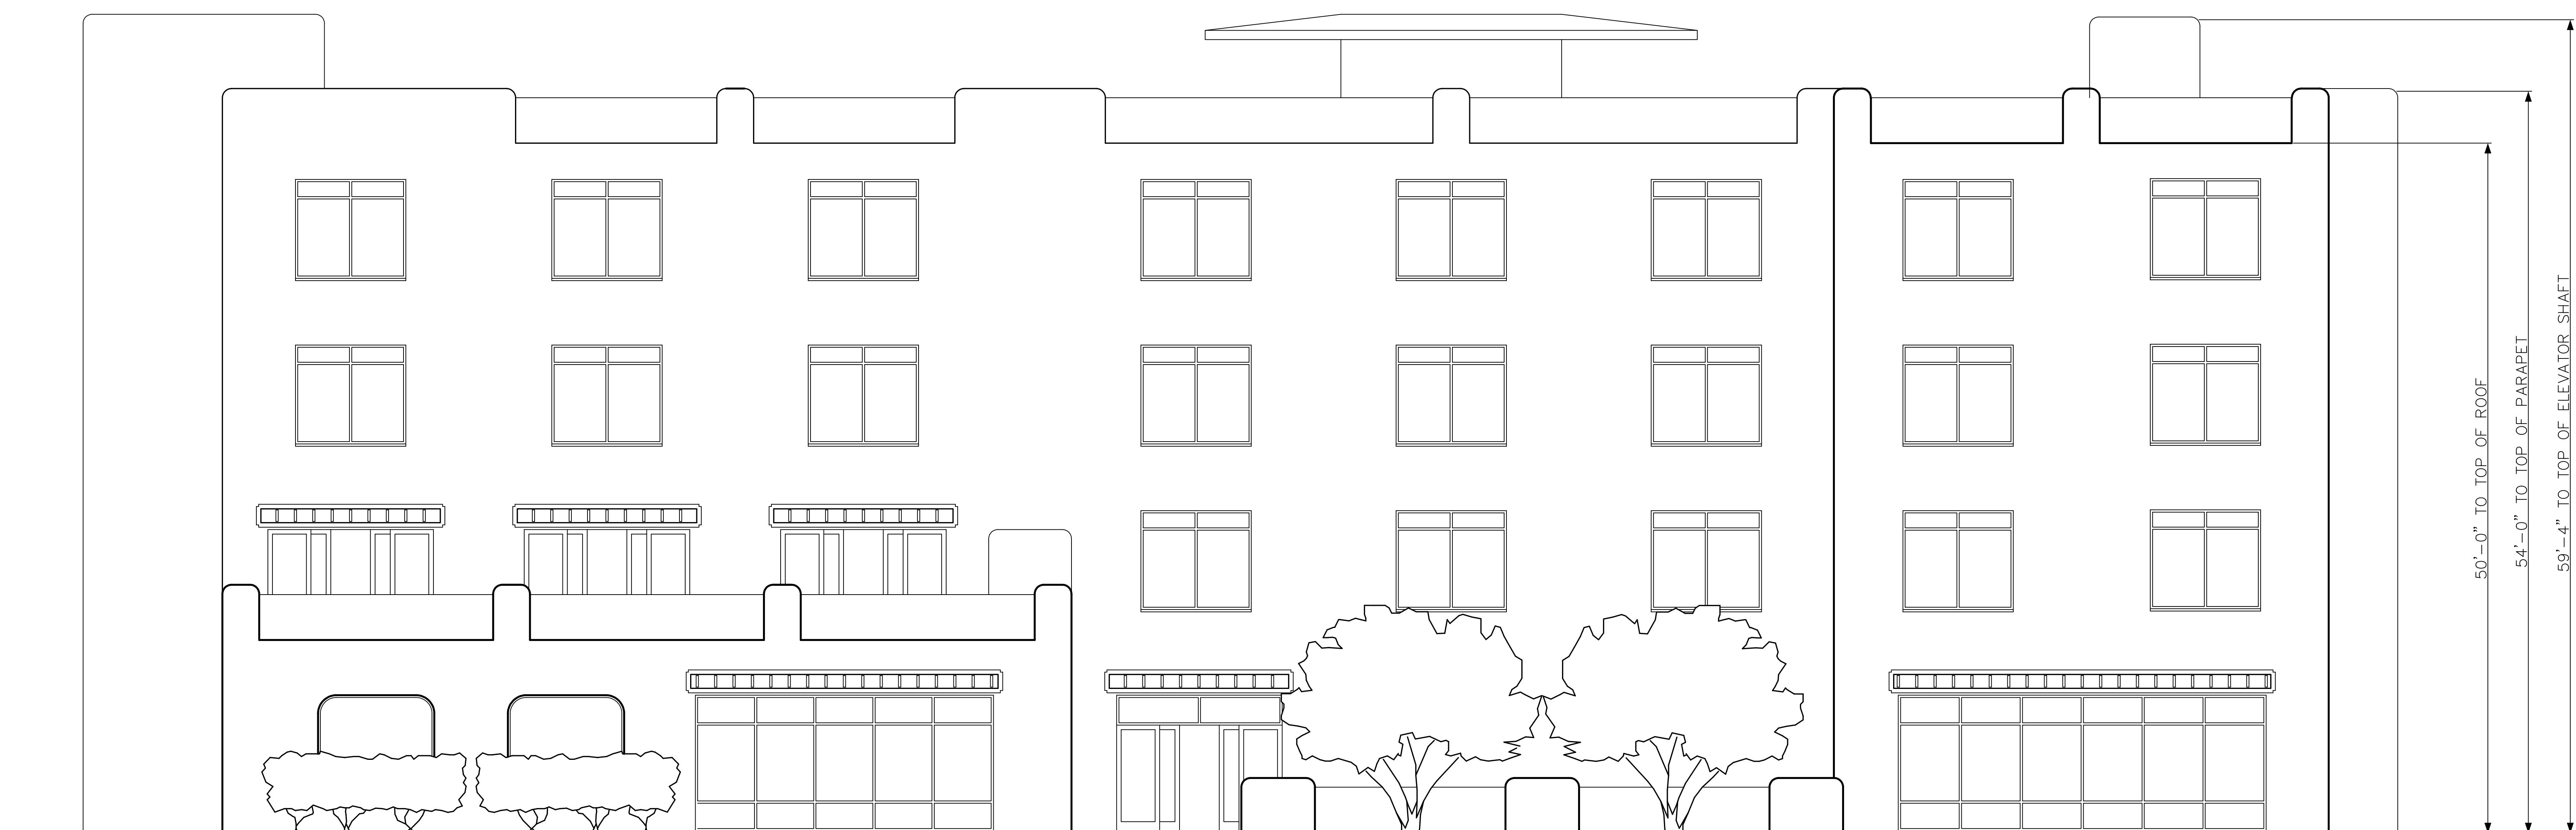 50'-0" TO TOP OF ROOF
54'-0" TO TOP OF PARAPET
59'-4" TO TOP OF ELEVATOR SHAFT